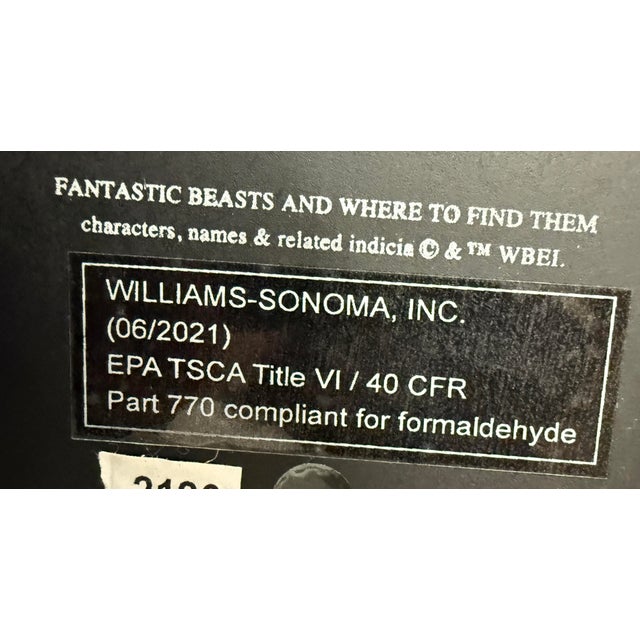 FANTASTIC BEASTS AND WHERE TO FIND THEM
characters, names & related indicia © & ™ WBEI.
WILLIAMS-SONOMA, INC.
(06/2021)
EPA TSCA Title VI / 40 CFR
Part 770 compliant for formaldehyde